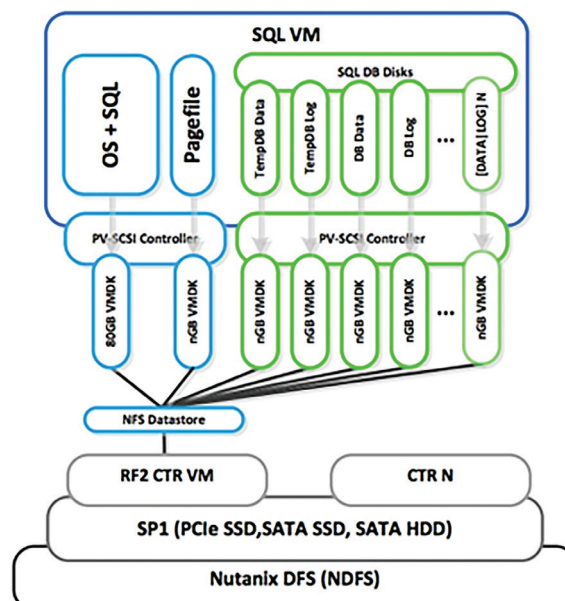 SQL VM
SQL DB Disks
OS + SQL
Pagefile
TempDB Data
TempDB Log
DB Data
DB Log
...
[DATA|LOG] N
PV-SCSI Controller
PV-SCSI Controller
80GB VMDK
nGB VMDK
nGB VMDK
nGB VMDK
nGB VMDK
nGB VMDK
...
nGB VMDK
NFS Datastore
RF2 CTR VM
CTR N
SP1 (PCIe SSD,SATA SSD, SATA HDD)
Nutanix DFS (NDFS)